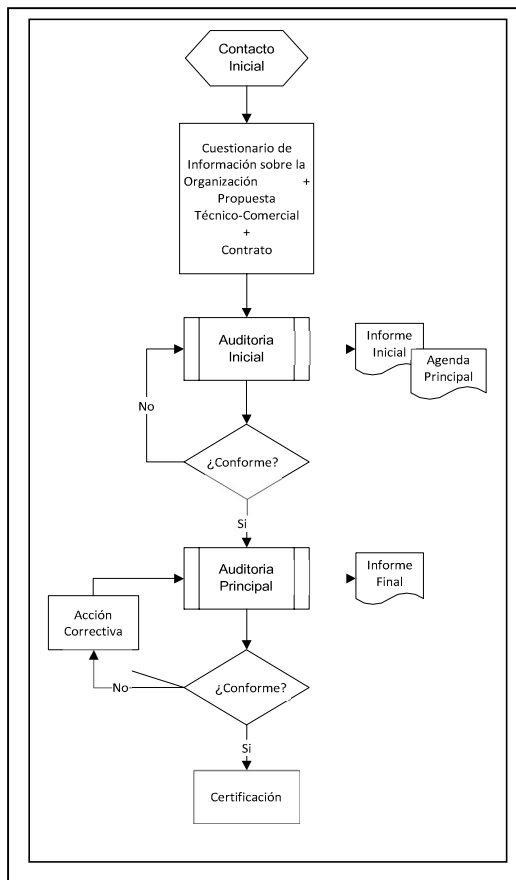 Contacto
Inicial
Cuestionario de
Información sobre la
Organización +
Propuesta
Técnico-Comercial
+
Contrato
Auditoria
Inicial
Informe
Inicial
Agenda
Principal
No
¿Conforme?
Si
Auditoria
Principal
Informe
Final
Acción
Correctiva
No
¿Conforme?
Si
Certificación